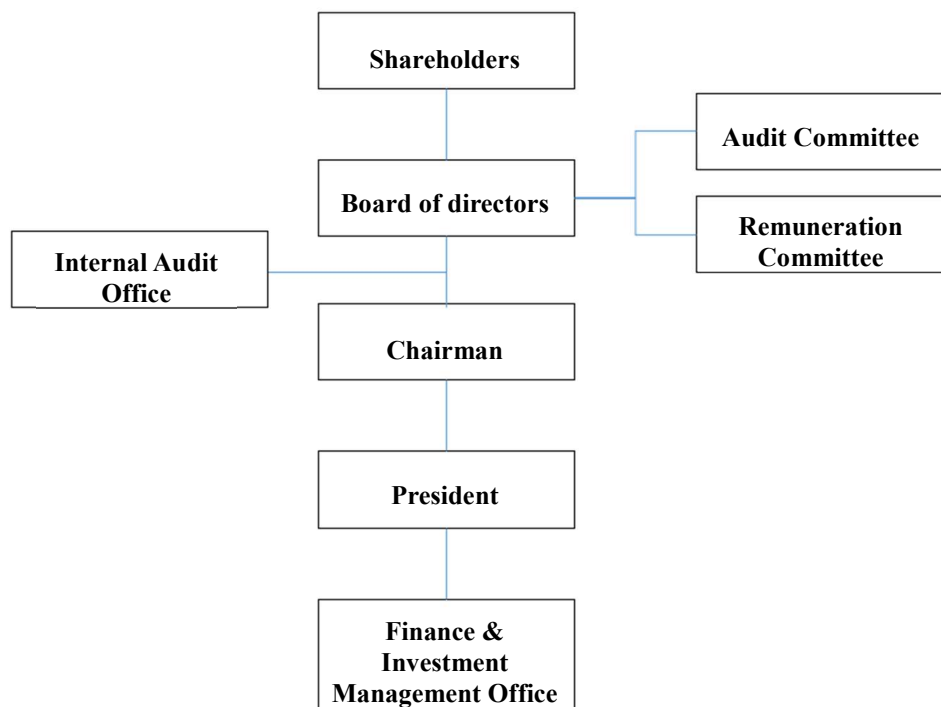 Shareholders
Audit Committee
Board of directors
Remuneration
Committee
Internal Audit
Office
Chairman
President
Finance &
Investment
Management Office